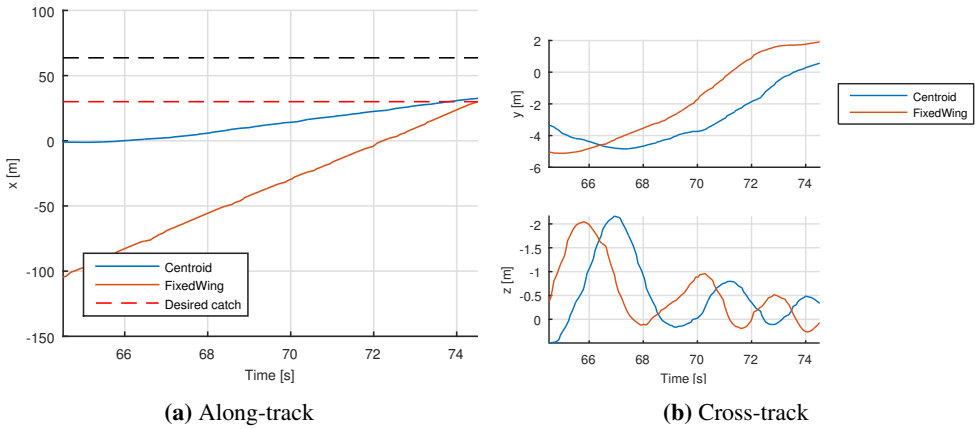 100
50
0
-50
-100
-150
x [m]
66
68
70
72
74
Time [s]
Centroid
FixedWing
Desired catch
(a) Along-track
2
0
-2
-4
-6
y [m]
66
68
70
72
74
Centroid
FixedWing
-2
-1.5
-1
-0.5
0
z [m]
66
68
70
72
74
Time [s]
(b) Cross-track